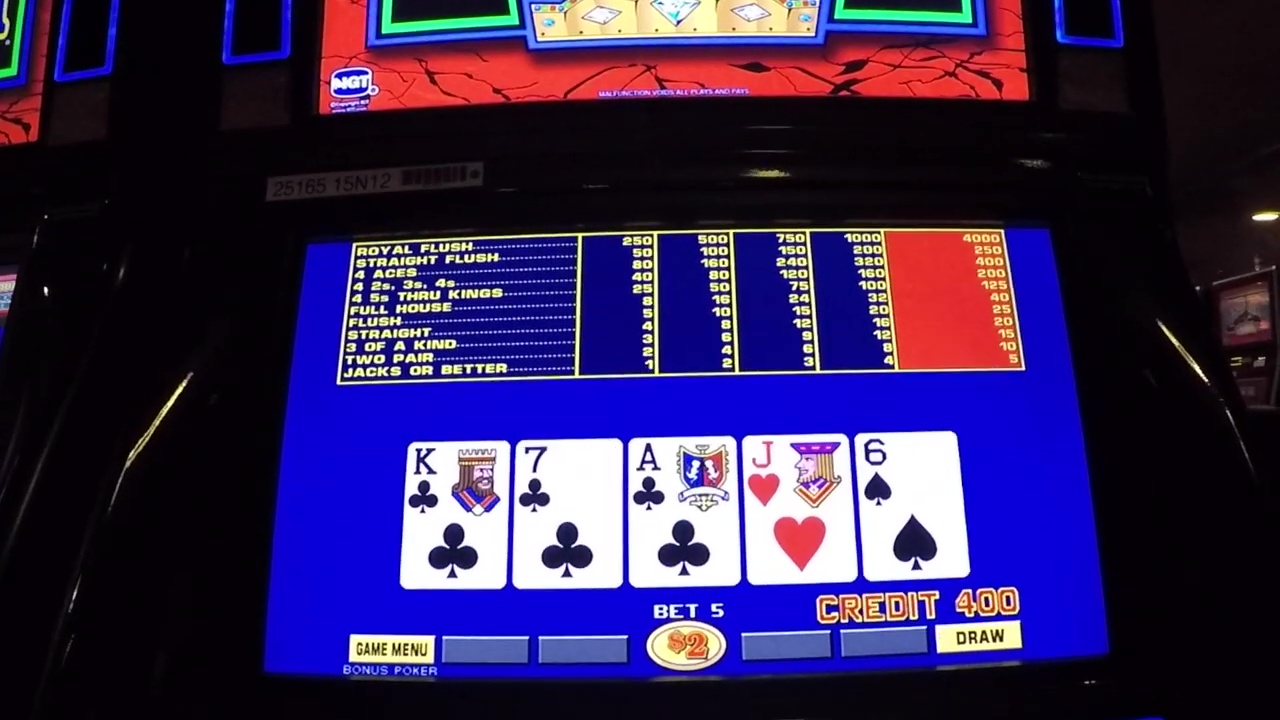 IGT
MALFUNCTION VOIDS ALL PLAYS AND PAYS
25165 15N12
ROYAL FLUSH 250 500 750 1000 4000
STRAIGHT FLUSH 50 100 150 200 250
4 ACES 80 160 240 320 400
4 2s, 3s, 4s 40 80 120 160 200
4 5s THRU KINGS 25 50 75 100 125
FULL HOUSE 8 16 24 32 40
FLUSH 5 10 15 20 25
STRAIGHT 4 8 12 16 20
3 OF A KIND 3 6 9 12 15
TWO PAIR 2 4 6 8 10
JACKS OR BETTER 1 2 3 4 5
K 7 A J 6
BET 5
CREDIT 400
GAME MENU
$2
DRAW
BONUS POKER